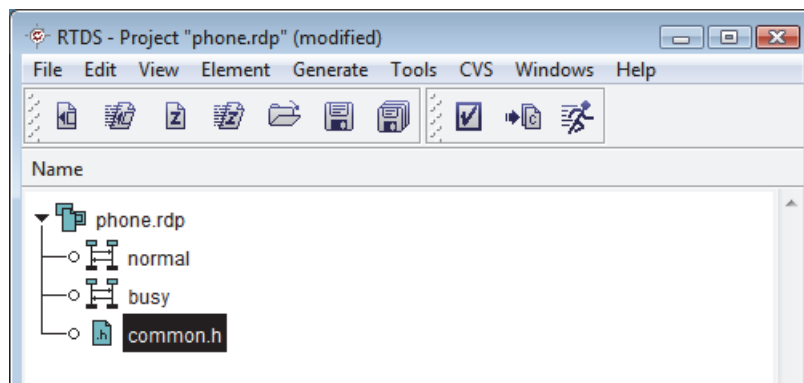 RTDS - Project "phone.rdp" (modified)
File Edit View Element Generate Tools CVS Windows Help
Name
phone.rdp
normal
busy
.h common.h